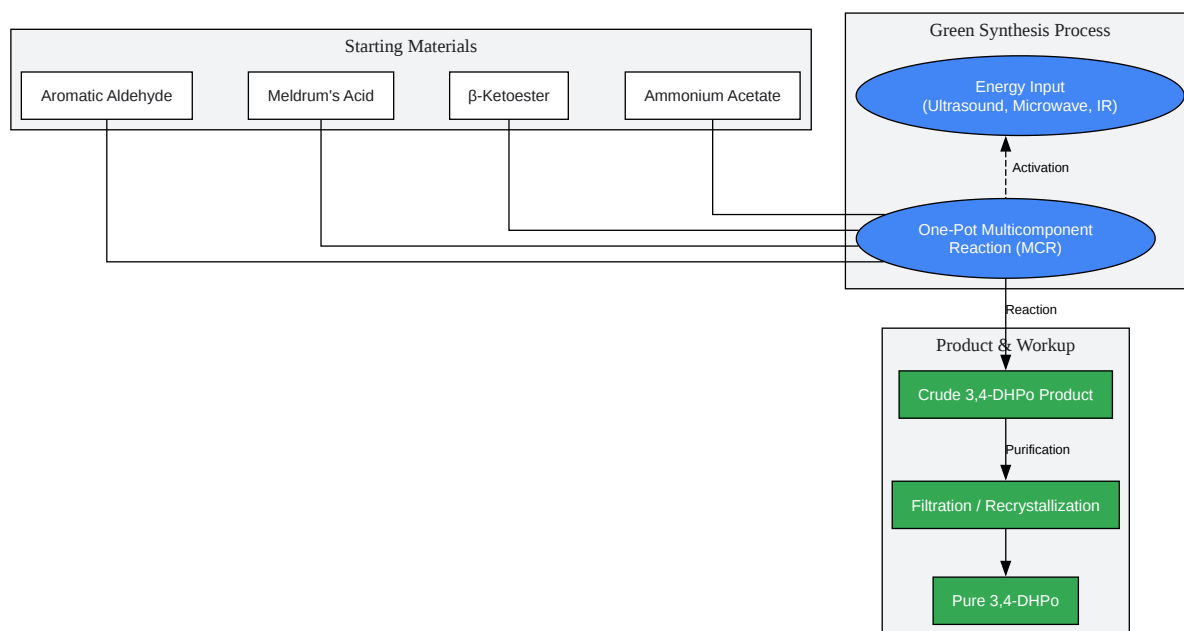 Starting Materials
Aromatic Aldehyde
Meldrum's Acid
β-Ketoester
Ammonium Acetate
Green Synthesis Process
Energy Input
(Ultrasound, Microwave, IR)
Activation
One-Pot Multicomponent
Reaction (MCR)
Reaction
Product & Workup
Crude 3,4-DHPo Product
Purification
Filtration / Recrystallization
Pure 3,4-DHPo